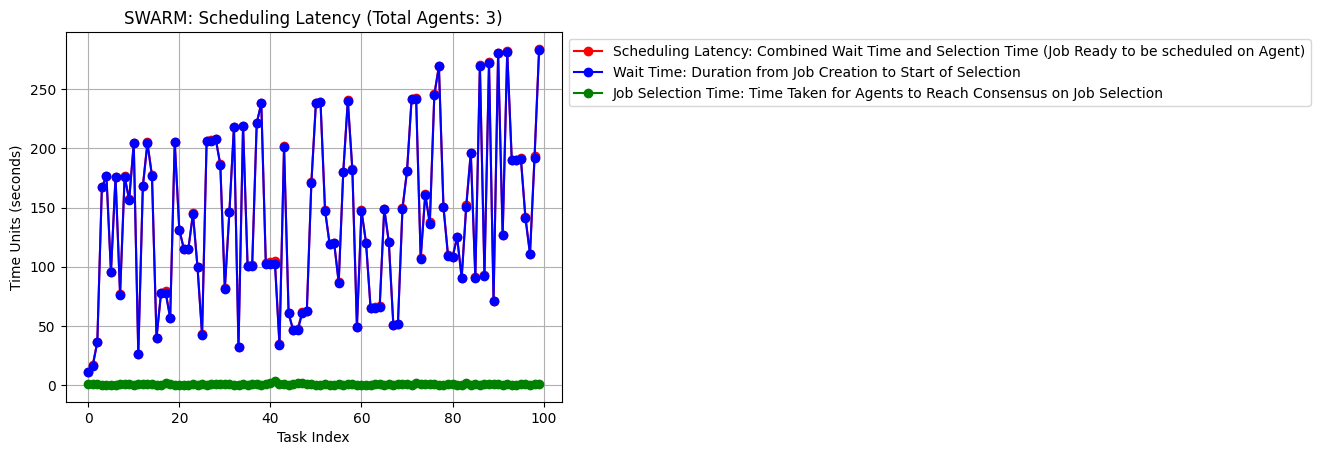 SWARM: Scheduling Latency (Total Agents: 3)
Scheduling Latency: Combined Wait Time and Selection Time (Job Ready to be scheduled on Agent)
Wait Time: Duration from Job Creation to Start of Selection
Job Selection Time: Time Taken for Agents to Reach Consensus on Job Selection
Time Units (seconds)
250
200
150
100
50
0
0 20 40 60 80 100
Task Index